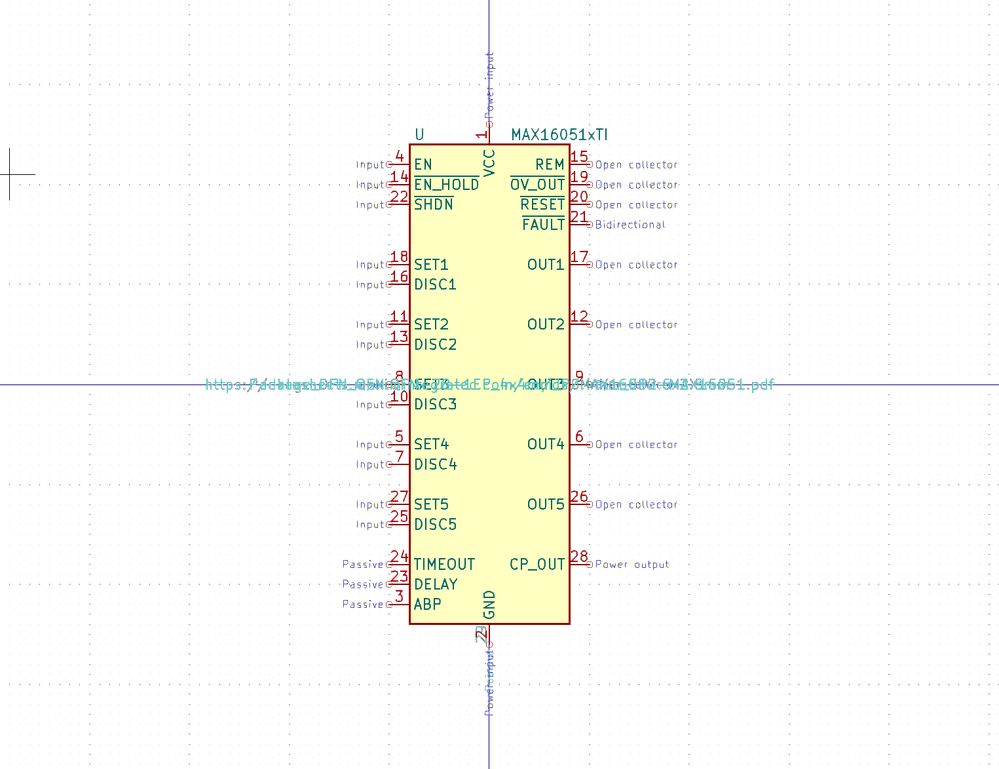 Power input
1
U MAX16051xTI
VCC
Input 4 EN REM 15 Open collector
Input 14 EN_HOLD OV_OUT 19 Open collector
Input 22 SHDN RESET 20 Open collector
FAULT 21 Bidirectional
Input 18 SET1 OUT1 17 Open collector
Input 16 DISC1
Input 11 SET2 OUT2 12 Open collector
Input 13 DISC2
8 SET3 OUT3 9
Input 10 DISC3
Input 5 SET4 OUT4 6 Open collector
Input 7 DISC4
Input 27 SET5 OUT5 26 Open collector
Input 25 DISC5
Passive 24 TIMEOUT CP_OUT 28 Power output
Passive 23 DELAY
Passive 3 ABP
GND
2
Power input